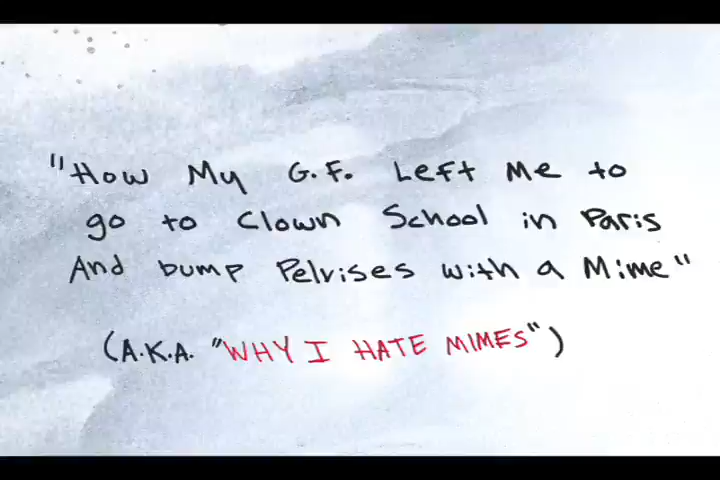 "How My G.F. Left Me to
go to Clown School in Paris
And bump Pelvises with a Mime"
(A.K.A. "WHY I HATE MIMES")